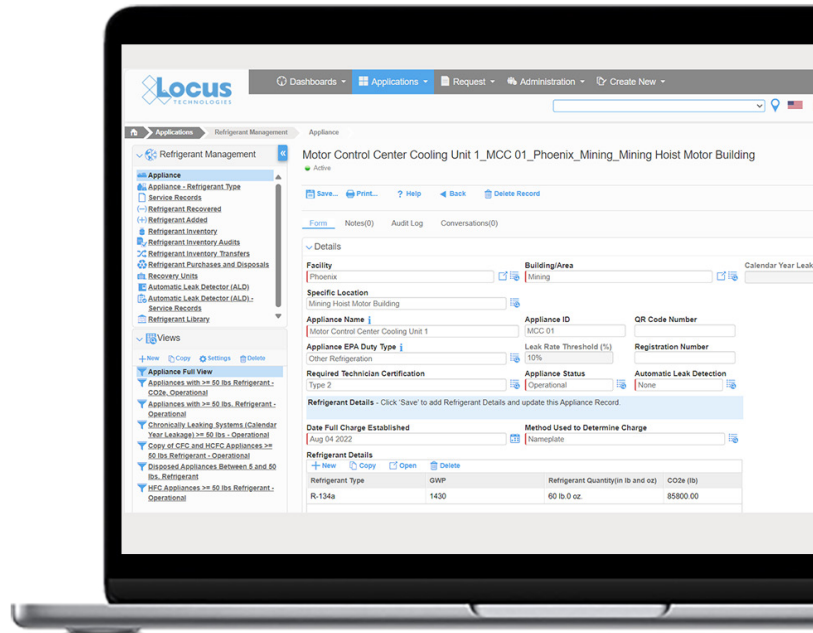 Locus
TECHNOLOGIES
Dashboards Applications Request Administration Create New
Applications Refrigerant Management Appliance
Refrigerant Management
Appliance
Appliance - Refrigerant Type
Service Records
Refrigerant Recovered
Refrigerant Added
Refrigerant Inventory
Refrigerant Inventory Audits
Refrigerant Inventory Transfers
Refrigerant Purchases and Disposals
Recovery Units
Automatic Leak Detector (ALD)
Automatic Leak Detector (ALD) -
Service Records
Refrigerant Library
Views
New Copy Settings Delete
Appliance Full View
Appliances with >= 50 lbs Refrigerant -
CO2e, Operational
Appliances with >= 50 lbs. Refrigerant -
Operational
Chronically Leaking Systems (Calendar
Year Leakage) >= 50 lbs - Operational
Copy of CFC and HCFC Appliances >=
50 lbs Refrigerant - Operational
Disposed Appliances Between 5 and 50
lbs. Refrigerant
HFC Appliances >= 50 lbs Refrigerant -
Operational
Motor Control Center Cooling Unit 1_MCC 01_Phoenix_Mining_Mining Hoist Motor Building
Active
Save... Print... ? Help Back Delete Record
Form Notes(0) Audit Log Conversations(0)
Details
Facility Building/Area Calendar Year Leak
Phoenix Mining
Specific Location
Mining Hoist Motor Building
Appliance Name i Appliance ID QR Code Number
Motor Control Center Cooling Unit 1 MCC 01
Appliance EPA Duty Type i Leak Rate Threshold (%) Registration Number
Other Refrigeration 10%
Required Technician Certification Appliance Status Automatic Leak Detection
Type 2 Operational None
Refrigerant Details - Click 'Save' to add Refrigerant Details and update this Appliance Record.
Date Full Charge Established Method Used to Determine Charge
Aug 04 2022 Nameplate
Refrigerant Details
New Copy Open Delete
Refrigerant Type GWP Refrigerant Quantity(in lb and oz) CO2e (lb)
R-134a 1430 60 lb.0 oz. 85800.00